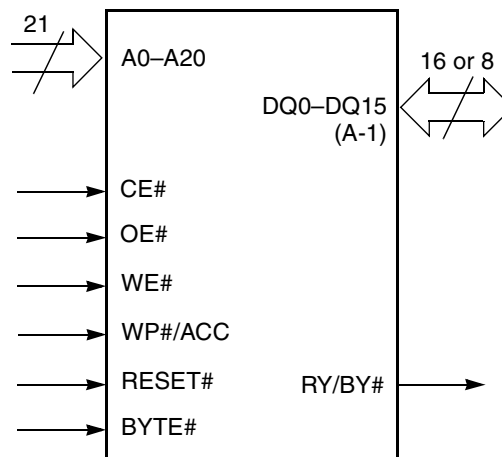 21
A0–A20
16 or 8
DQ0–DQ15
(A-1)
CE#
OE#
WE#
WP#/ACC
RESET#
RY/BY#
BYTE#